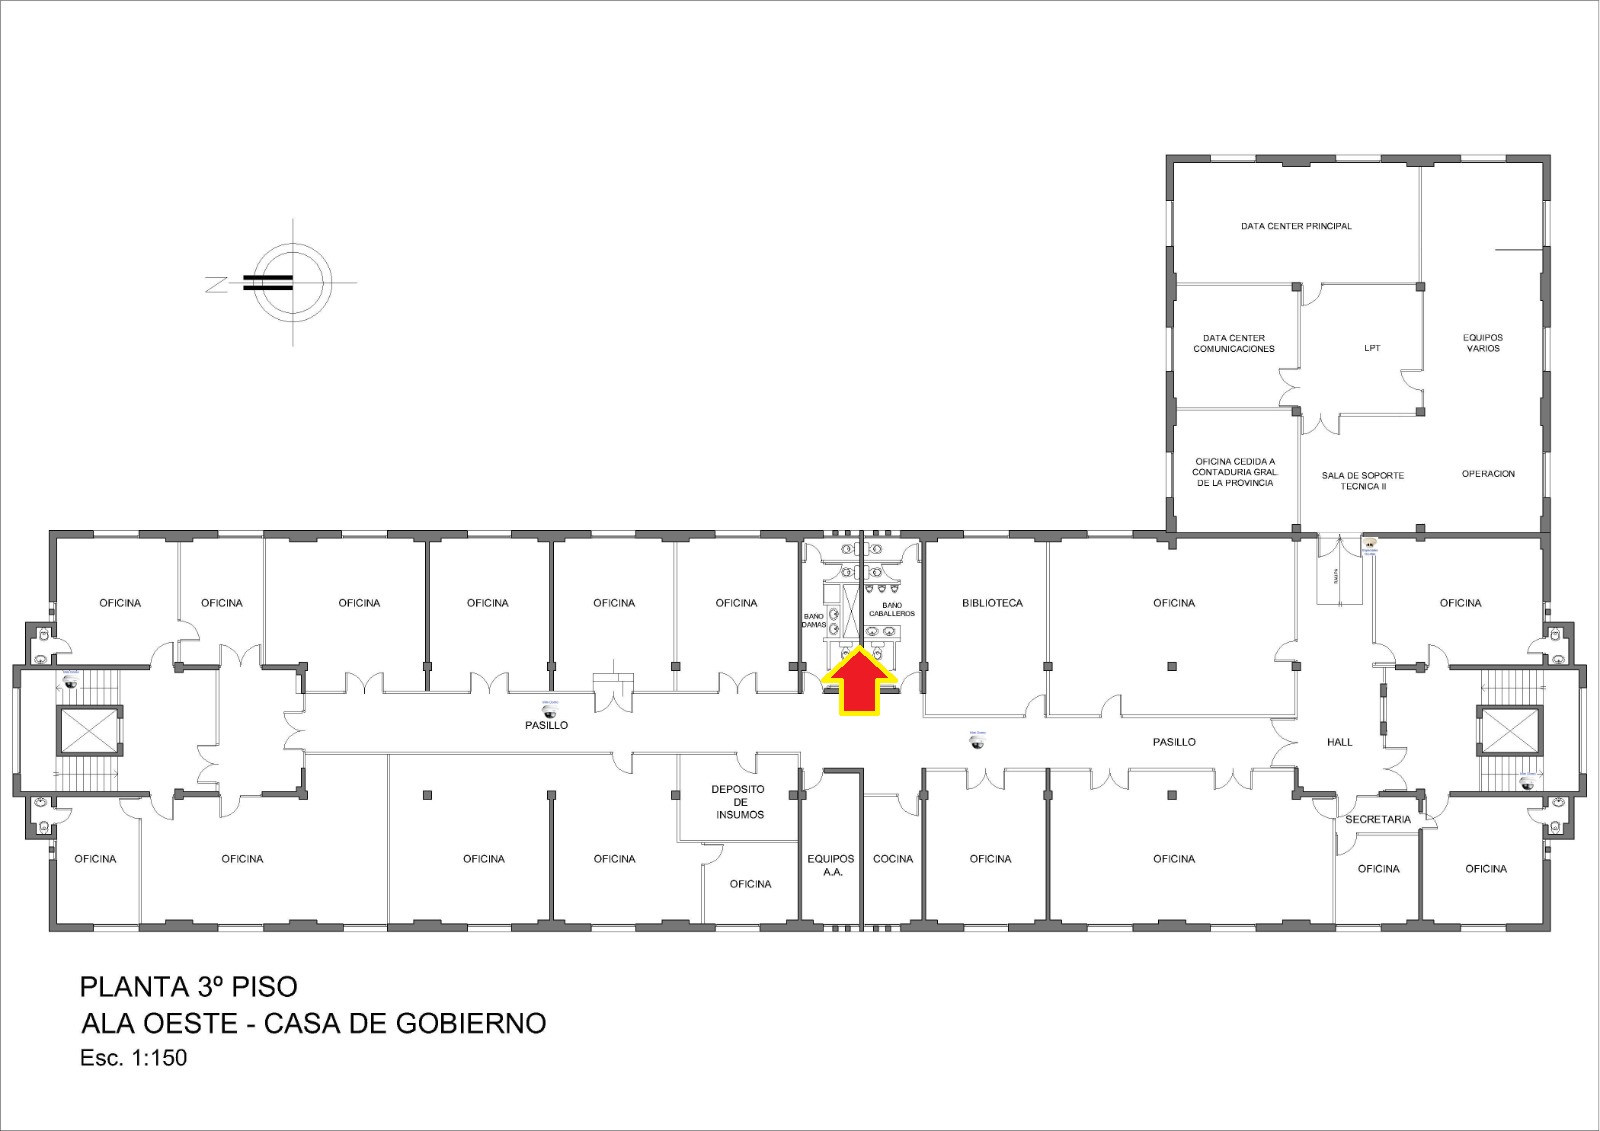 DATA CENTER PRINCIPAL
N
DATA CENTER
COMUNICACIONES
LPT
EQUIPOS
VARIOS
OFICINA CEDIDA A
CONTADURIA GRAL.
DE LA PROVINCIA
SALA DE SOPORTE
TECNICA II
OPERACION
OFICINA
OFICINA
OFICINA
OFICINA
OFICINA
OFICINA
BAÑO
DAMAS
BAÑO
CABALLEROS
BIBLIOTECA
OFICINA
OFICINA
PASILLO
PASILLO
HALL
DEPOSITO
DE
INSUMOS
SECRETARIA
OFICINA
OFICINA
OFICINA
OFICINA
OFICINA
EQUIPOS
A.A.
COCINA
OFICINA
OFICINA
OFICINA
OFICINA
PLANTA 3º PISO
ALA OESTE - CASA DE GOBIERNO
Esc. 1:150